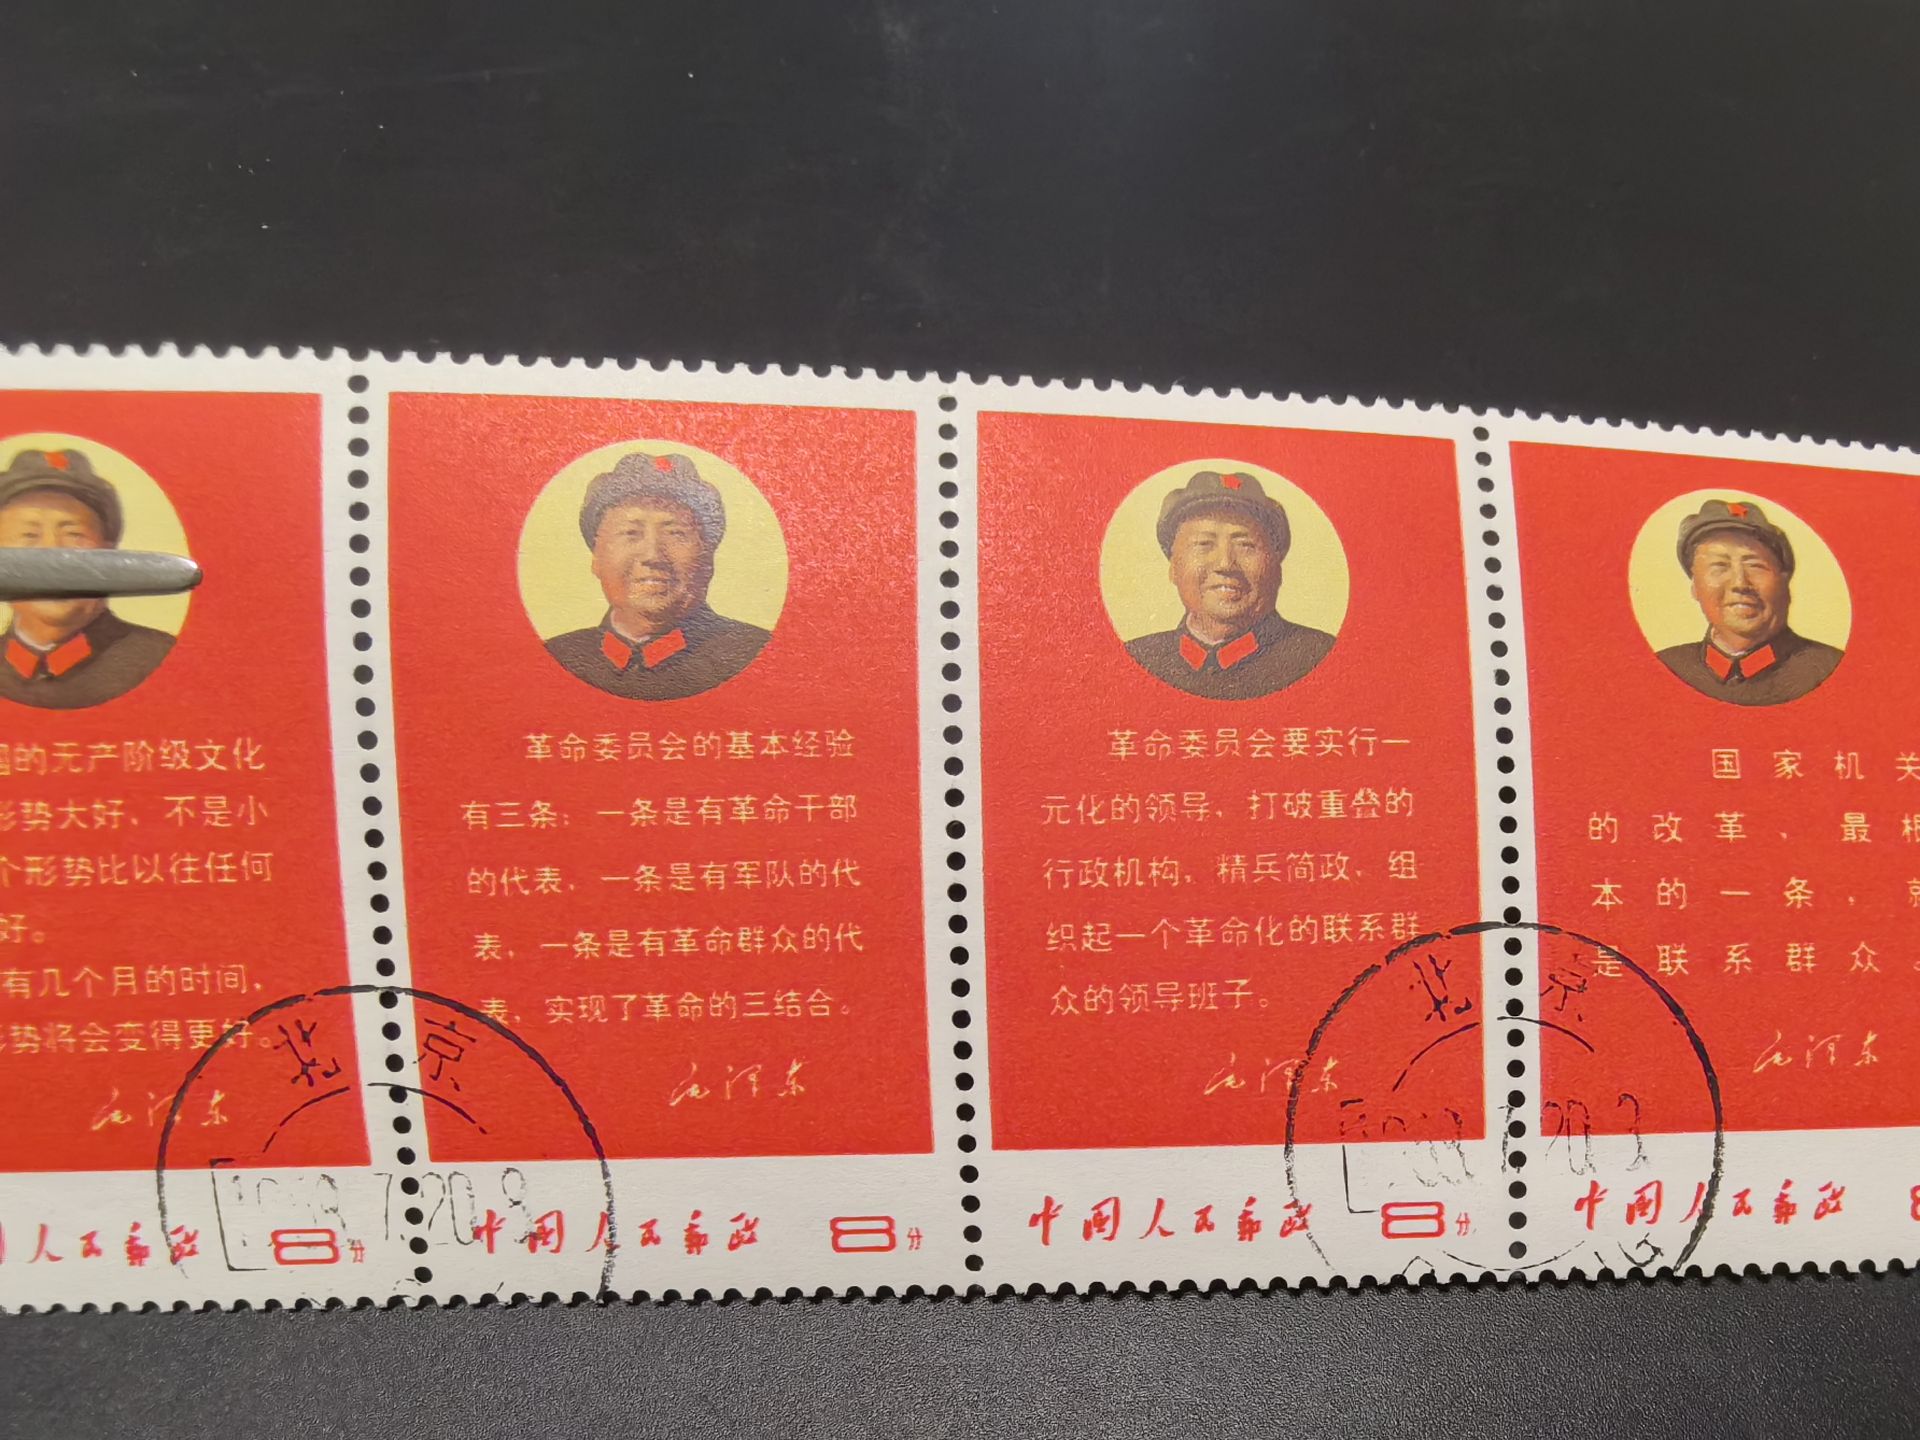 的无产阶级文化
形势大好,不是小
个形势比以往任何
好。
有几个月的时间,
形势将会变得更好。
毛泽东
人民邮政 8分
革命委员会的基本经验
有三条:一条是有革命干部
的代表,一条是有军队的代
表,一条是有革命群众的代
表,实现了革命的三结合。
毛泽东
中国人民邮政 8分
革命委员会要实行一
元化的领导,打破重叠的
行政机构,精兵简政,组
织起一个革命化的联系群
众的领导班子。
毛泽东
中国人民邮政 8分
国家机关
的改革,最根
本的一条,就
是联系群众。
毛泽东
中国人民邮政
北京
北京